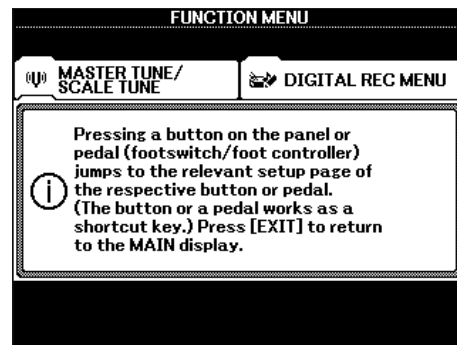 FUNCTION MENU
MASTER TUNE/
SCALE TUNE
DIGITAL REC MENU
Pressing a button on the panel or
pedal (footswitch/foot controller)
jumps to the relevant setup page of
the respective button or pedal.
(The button or a pedal works as a
shortcut key.) Press [EXIT] to return
to the MAIN display.